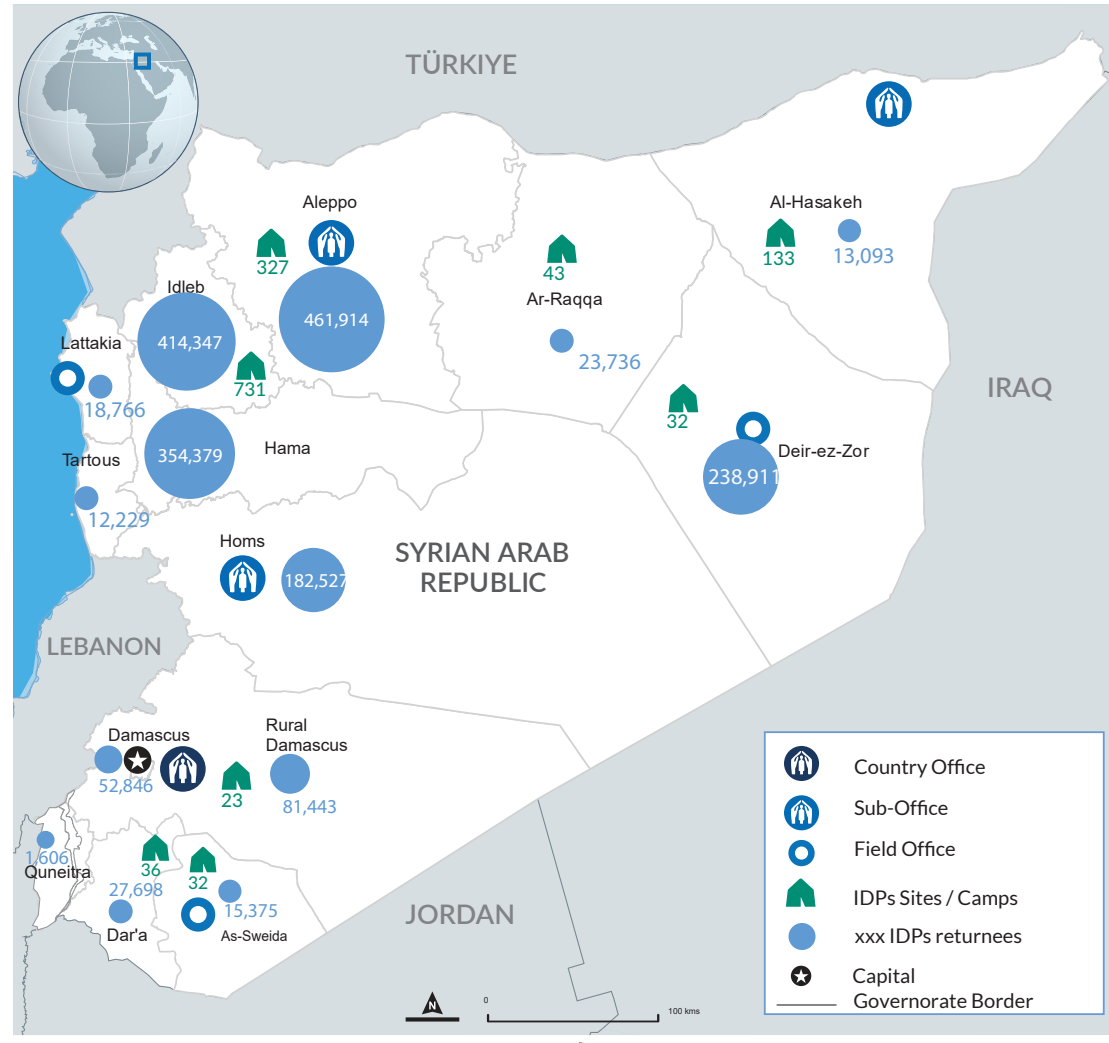 TÜRKIYE
Al-Hasakeh
133
13,093
Aleppo
327
461,914
43
Ar-Raqqa
23,736
Idleb
414,347
731
Lattakia
18,766
IRAQ
32
Deir-ez-Zor
238,911
Hama
354,379
Tartous
12,229
Homs
182,527
SYRIAN ARAB
REPUBLIC
LEBANON
Damascus
52,846
Rural
Damascus
23
81,443
1,606
Quneitra
36
27,698
Dar'a
32
15,375
As-Sweida
JORDAN
Country Office
Sub-Office
Field Office
IDPs Sites / Camps
xxx IDPs returnees
Capital
Governorate Border
N
0
100 kms